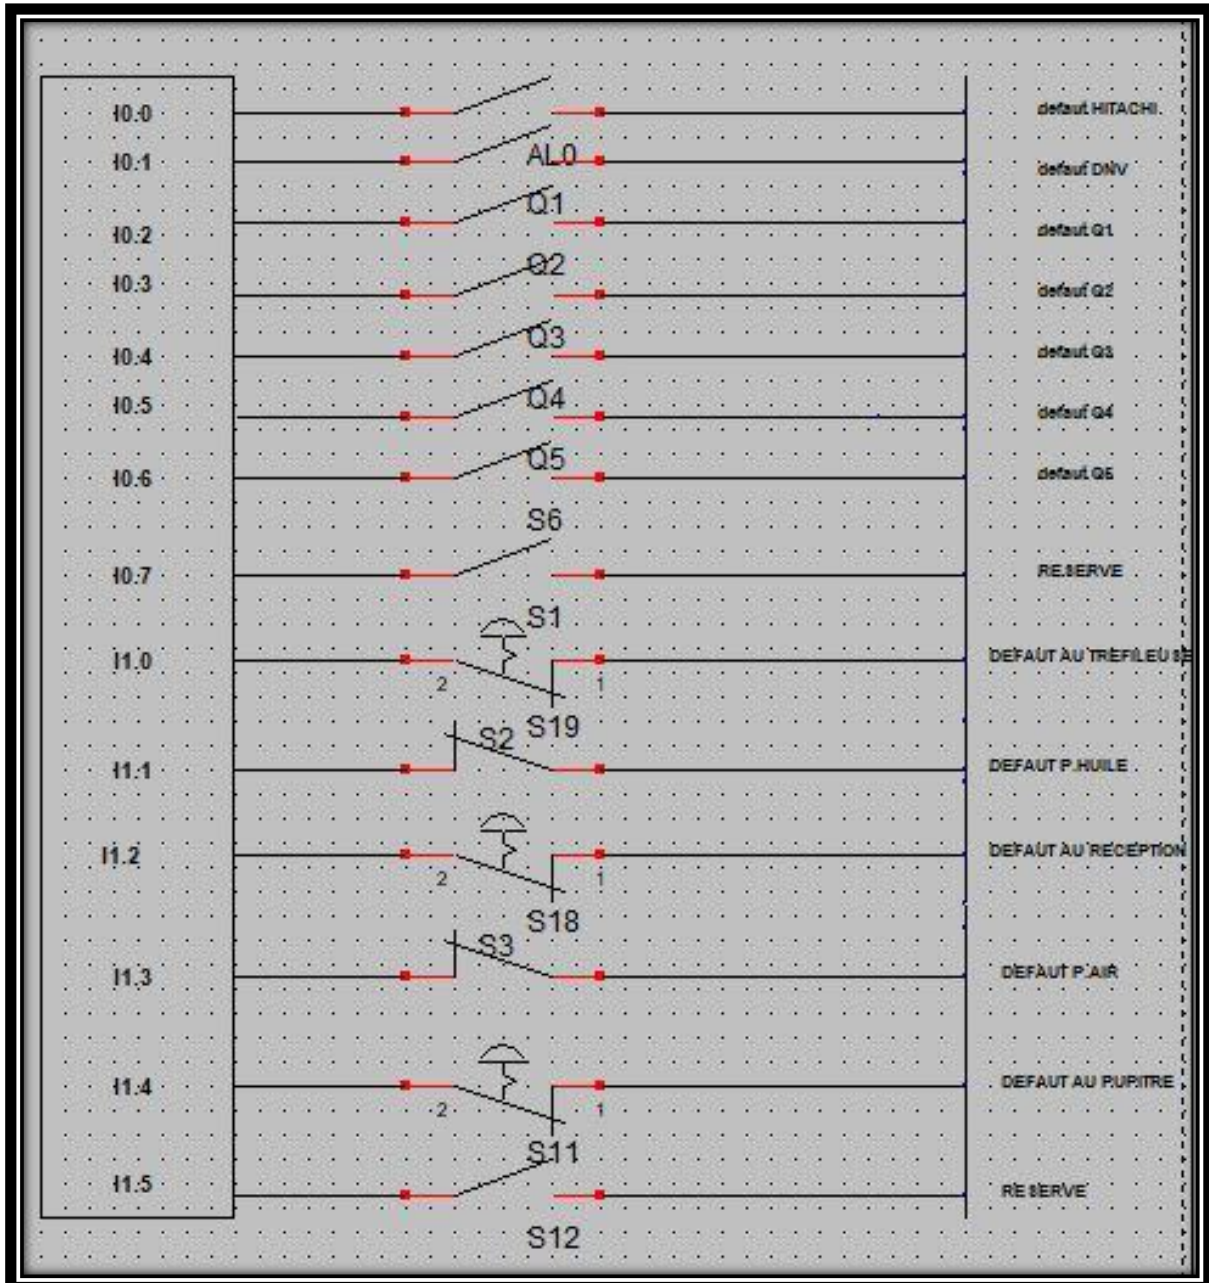 I0.0 defaut HITACHI.
I0.1 AL0 defaut DNV
Q1
I0.2 defaut Q1
Q2
I0.3 defaut Q2
Q3
I0.4 defaut Q3
Q4
I0.5 defaut Q4
Q5
I0.6 defaut Q5
S6
I0.7 RESERVE
S1
I1.0 2 1 DEFAUT AU TREFILEUSE
S19
S2
I1.1 DEFAUT P.HUILE
I1.2 2 1 DEFAUT AU RECEPTION
S18
S3
I1.3 DEFAUT P.AIR
I1.4 2 1 DEFAUT AU PUPITRE
S11
I1.5 RESERVE
S12